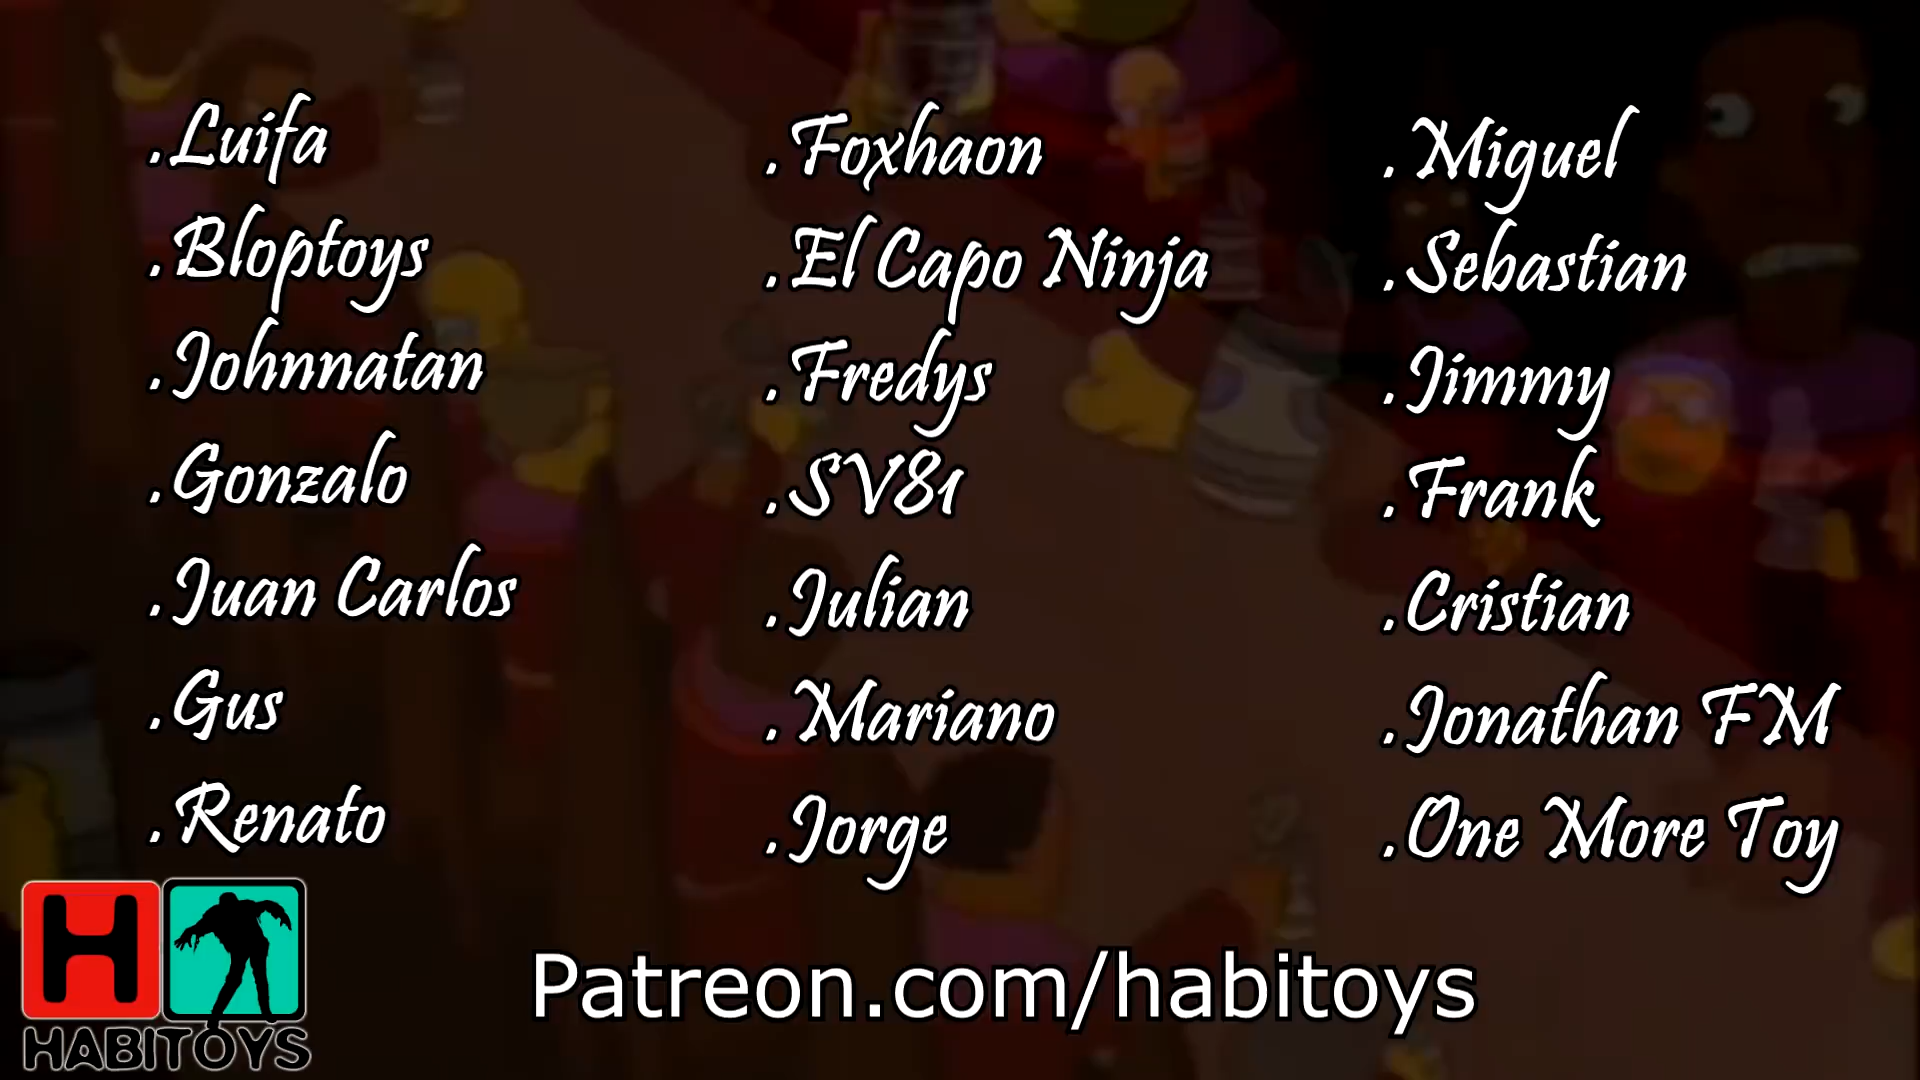 .Luifa
.Bloptoys
.Johnnatan
.Gonzalo
.Juan Carlos
.Gus
.Renato
.Foxhaon
.El Capo Ninja
.Fredys
.SV81
.Julian
.Mariano
.Jorge
.Miguel
.Sebastian
.Jimmy
.Frank
.Cristian
.Jonathan FM
.One More Toy
H
HABITOYS
Patreon.com/habitoys